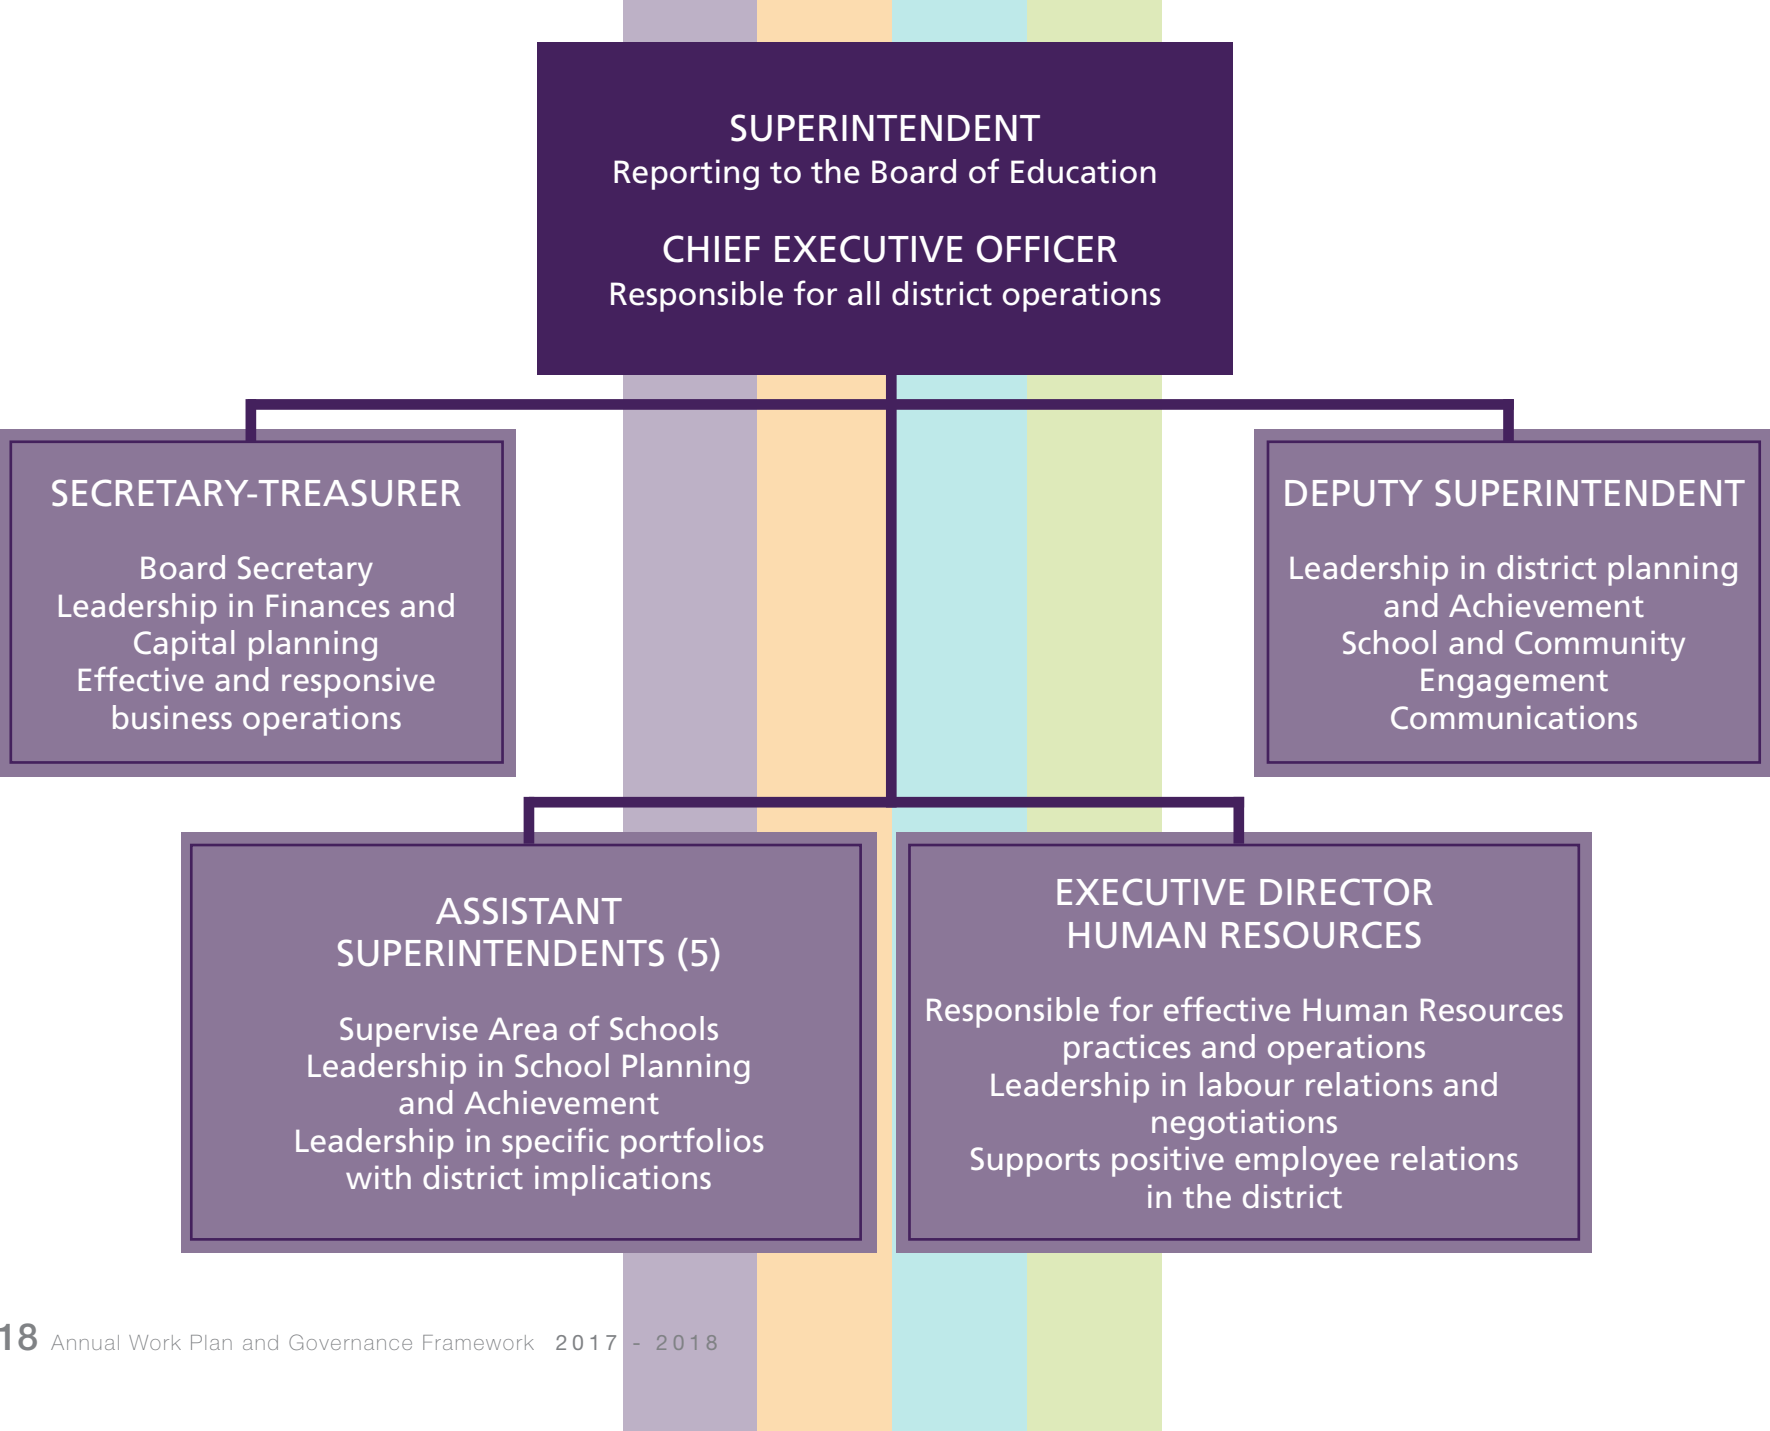 SUPERINTENDENT
Reporting to the Board of Education
CHIEF EXECUTIVE OFFICER
Responsible for all district operations
SECRETARY-TREASURER
Board Secretary
Leadership in Finances and
Capital planning
Effective and responsive
business operations
DEPUTY SUPERINTENDENT
Leadership in district planning
and Achievement
School and Community
Engagement
Communications
ASSISTANT
SUPERINTENDENTS (5)
Supervise Area of Schools
Leadership in School Planning
and Achievement
Leadership in specific portfolios
with district implications
EXECUTIVE DIRECTOR
HUMAN RESOURCES
Responsible for effective Human Resources
practices and operations
Leadership in labour relations and
negotiations
Supports positive employee relations
in the district
18 Annual Work Plan and Governance Framework 2017 - 2018